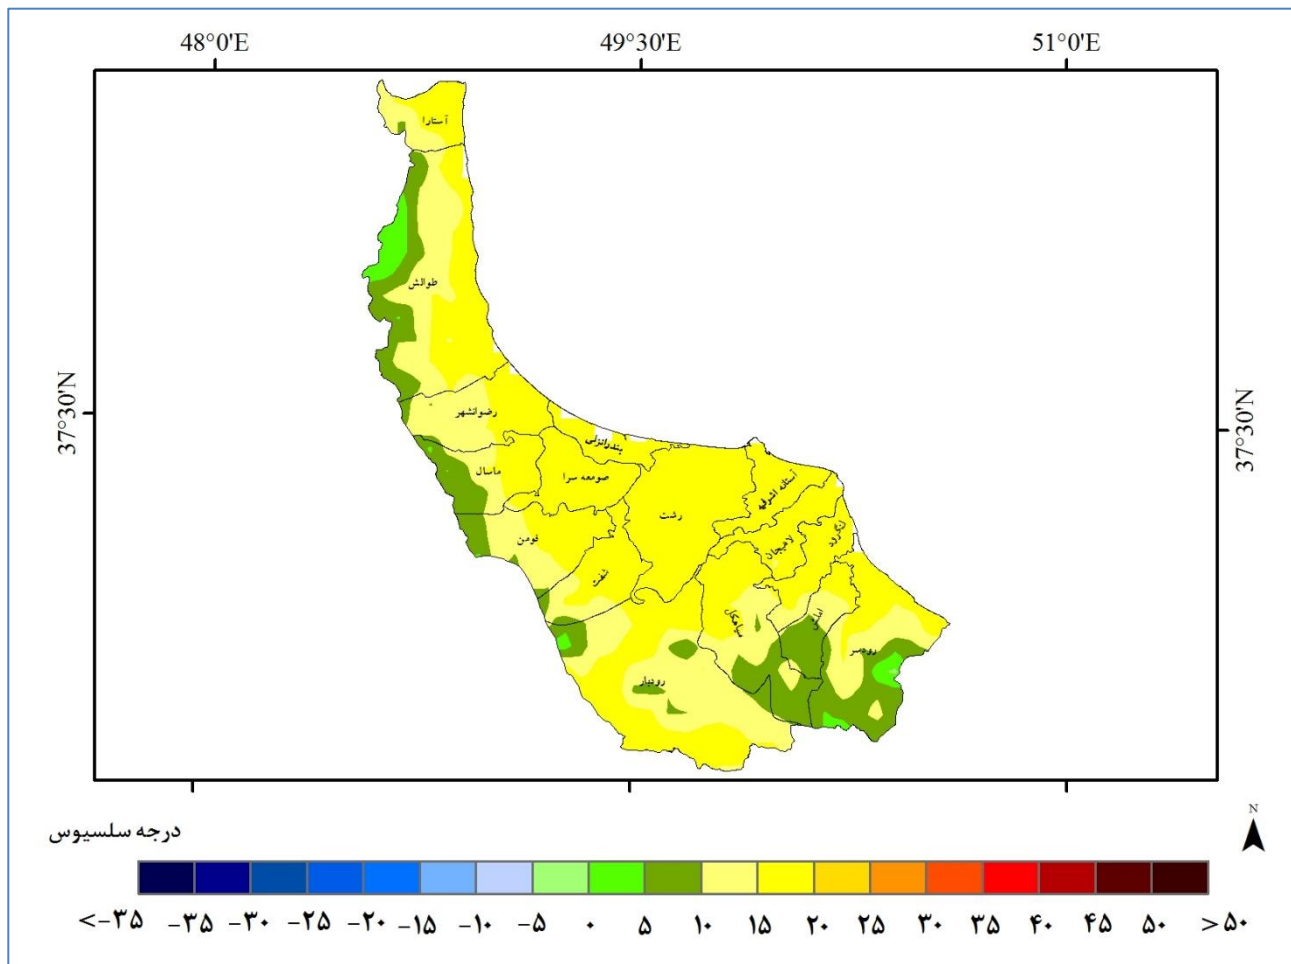 48°0'E 49°30'E 51°0'E
37°30'N
37°30'N
آستارا
طوالش
رضوانشهر
بندرانزلی
ماسال
صومعه سرا
آستانه اشرفیه
رشت
لنگرود
فومن
لاهیجان
شفت
سیاهکل
املش
رودسر
رودبار
N
درجه سلسیوس
<-۳۵ -۳۵ -۳۰ -۲۵ -۲۰ -۱۵ -۱۰ -۵ ۰ ۵ ۱۰ ۱۵ ۲۰ ۲۵ ۳۰ ۳۵ ۴۰ ۴۵ ۵۰ >۵۰